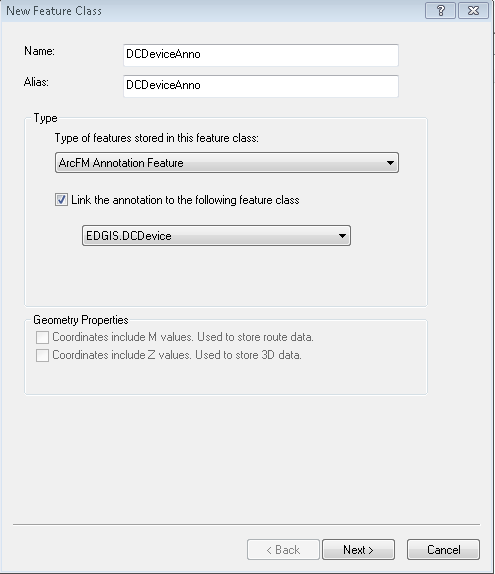 New Feature Class
Name:
DCDeviceAnno
Alias:
DCDeviceAnno
Type
Type of features stored in this feature class:
ArcFM Annotation Feature
Link the annotation to the following feature class
EDGIS.DCDevice
Geometry Properties
Coordinates include M values. Used to store route data.
Coordinates include Z values. Used to store 3D data.
< Back Next > Cancel